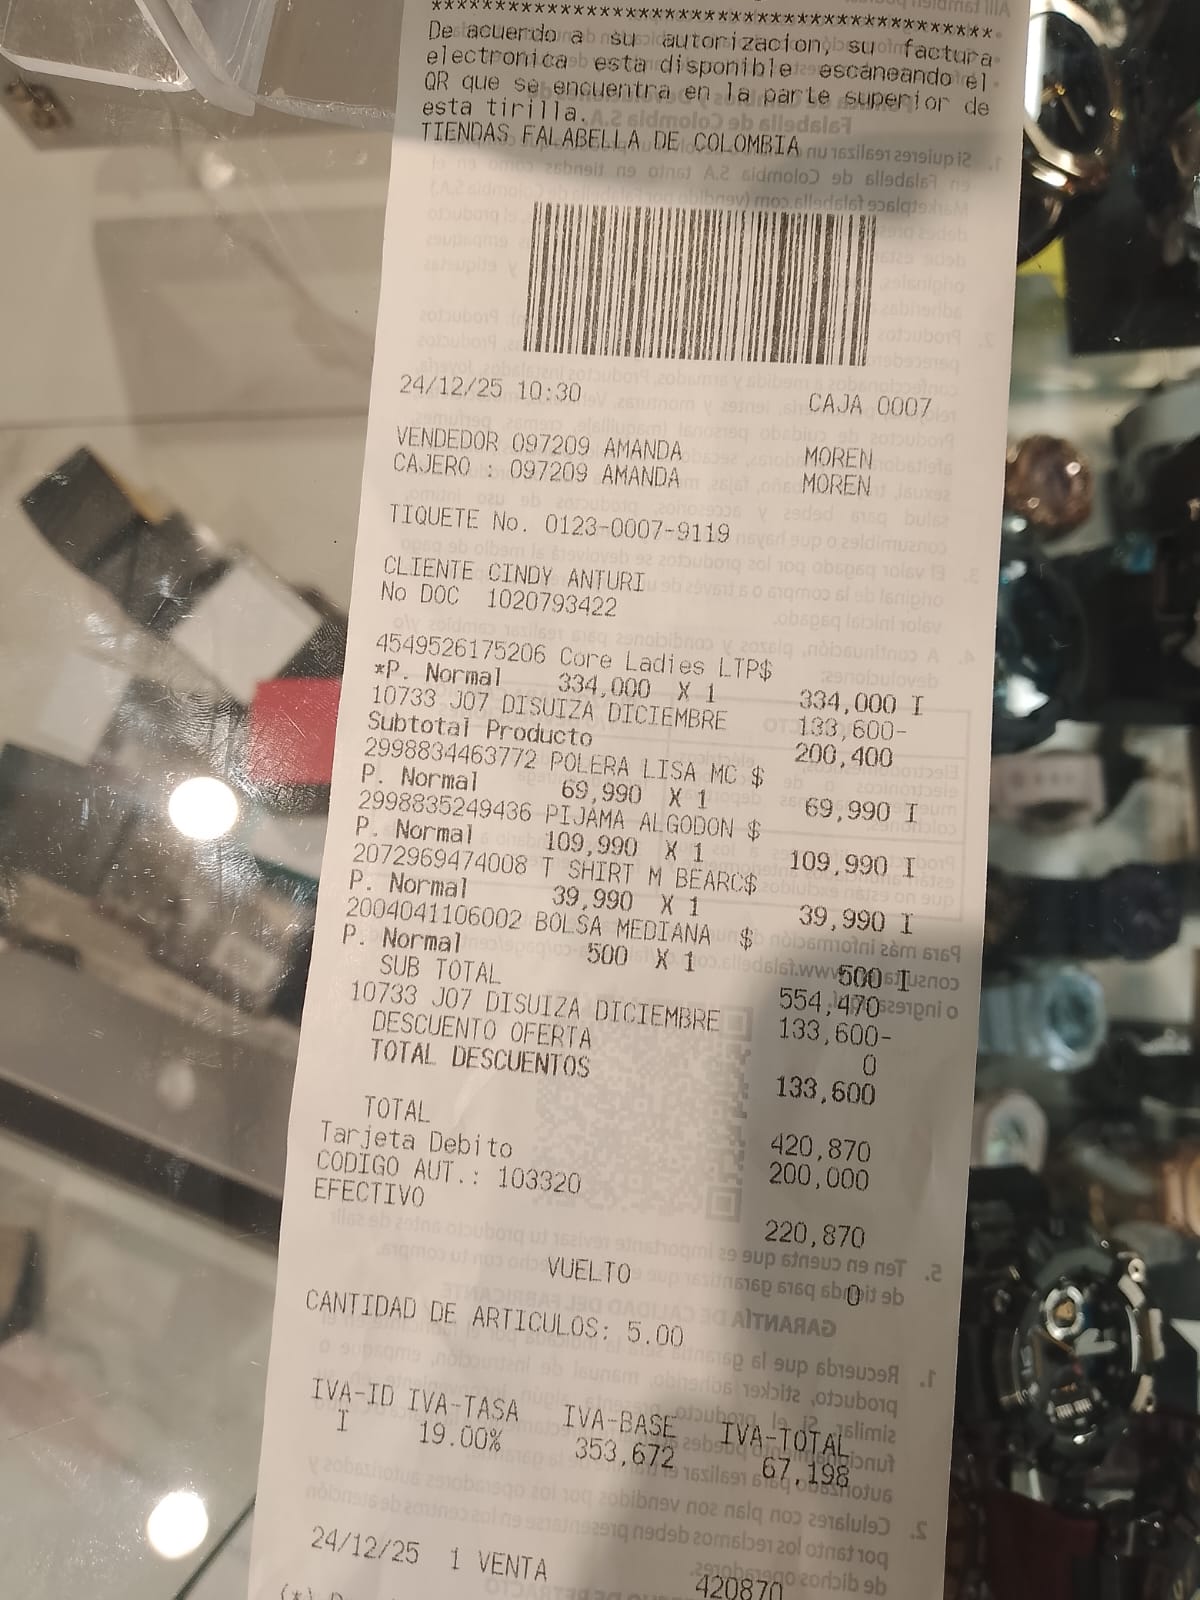 ******************************************
De acuerdo a su autorizacion, su factura
electronica esta disponible escaneando el
QR que se encuentra en la parte superior de
esta tirilla.
TIENDAS FALABELLA DE COLOMBIA
24/12/25 10:30 CAJA 0007
VENDEDOR 097209 AMANDA MOREN
CAJERO : 097209 AMANDA MOREN
TIQUETE No. 0123-0007-9119
CLIENTE CINDY ANTURI
No DOC 1020793422
4549526175206 Core Ladies LTP$
*P. Normal 334,000 X 1 334,000 I
10733 J07 DISUIZA DICIEMBRE 133,600-
Subtotal Producto 200,400
2998834463772 POLERA LISA MC $
P. Normal 69,990 X 1 69,990 I
2998835249436 PIJAMA ALGODON $
P. Normal 109,990 X 1 109,990 I
2072969474008 T SHIRT M BEARC$
P. Normal 39,990 X 1 39,990 I
2004041106002 BOLSA MEDIANA $
P. Normal 500 X 1 500 I
SUB TOTAL 554,470
10733 J07 DISUIZA DICIEMBRE 133,600-
DESCUENTO OFERTA 0
TOTAL DESCUENTOS 133,600
TOTAL 420,870
Tarjeta Debito 200,000
CODIGO AUT.: 103320
EFECTIVO 220,870
VUELTO 0
CANTIDAD DE ARTICULOS: 5.00
IVA-ID IVA-TASA IVA-BASE IVA-TOTAL
I 19.00% 353,672 67,198
24/12/25 1 VENTA 420870